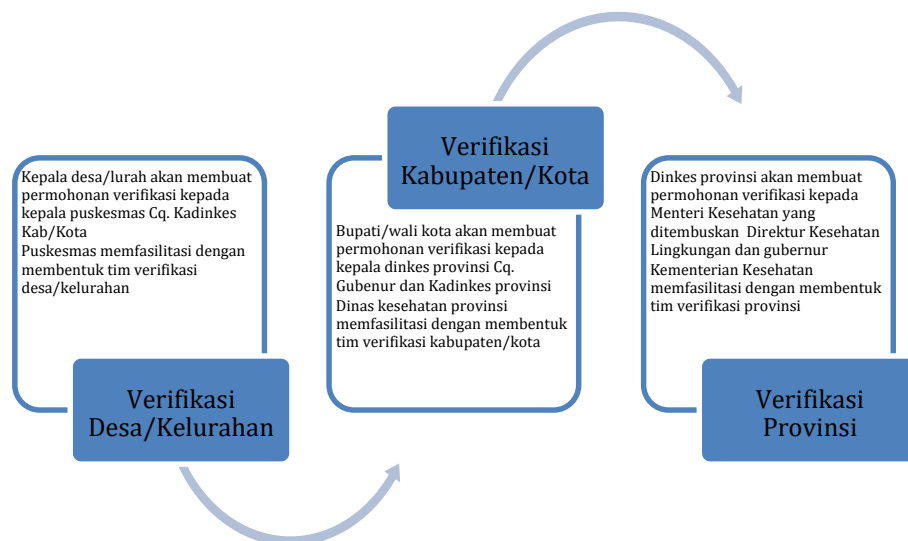 Kepala desa/lurah akan membuat
permohonan verifikasi kepada
kepala puskesmas Cq. Kadinkes
Kab/Kota
Puskesmas memfasilitasi dengan
membentuk tim verifikasi
desa/kelurahan
Verifikasi
Desa/Kelurahan
Verifikasi
Kabupaten/Kota
Bupati/wali kota akan membuat
permohonan verifikasi kepada
kepala dinkes provinsi Cq.
Gubenur dan Kadinkes provinsi
Dinas kesehatan provinsi
memfasilitasi dengan membentuk
tim verifikasi kabupaten/kota
Dinkes provinsi akan membuat
permohonan verifikasi kepada
Menteri Kesehatan yang
ditembuskan Direktur Kesehatan
Lingkungan dan gubernur
Kementerian Kesehatan
memfasilitasi dengan membentuk
tim verifikasi provinsi
Verifikasi
Provinsi